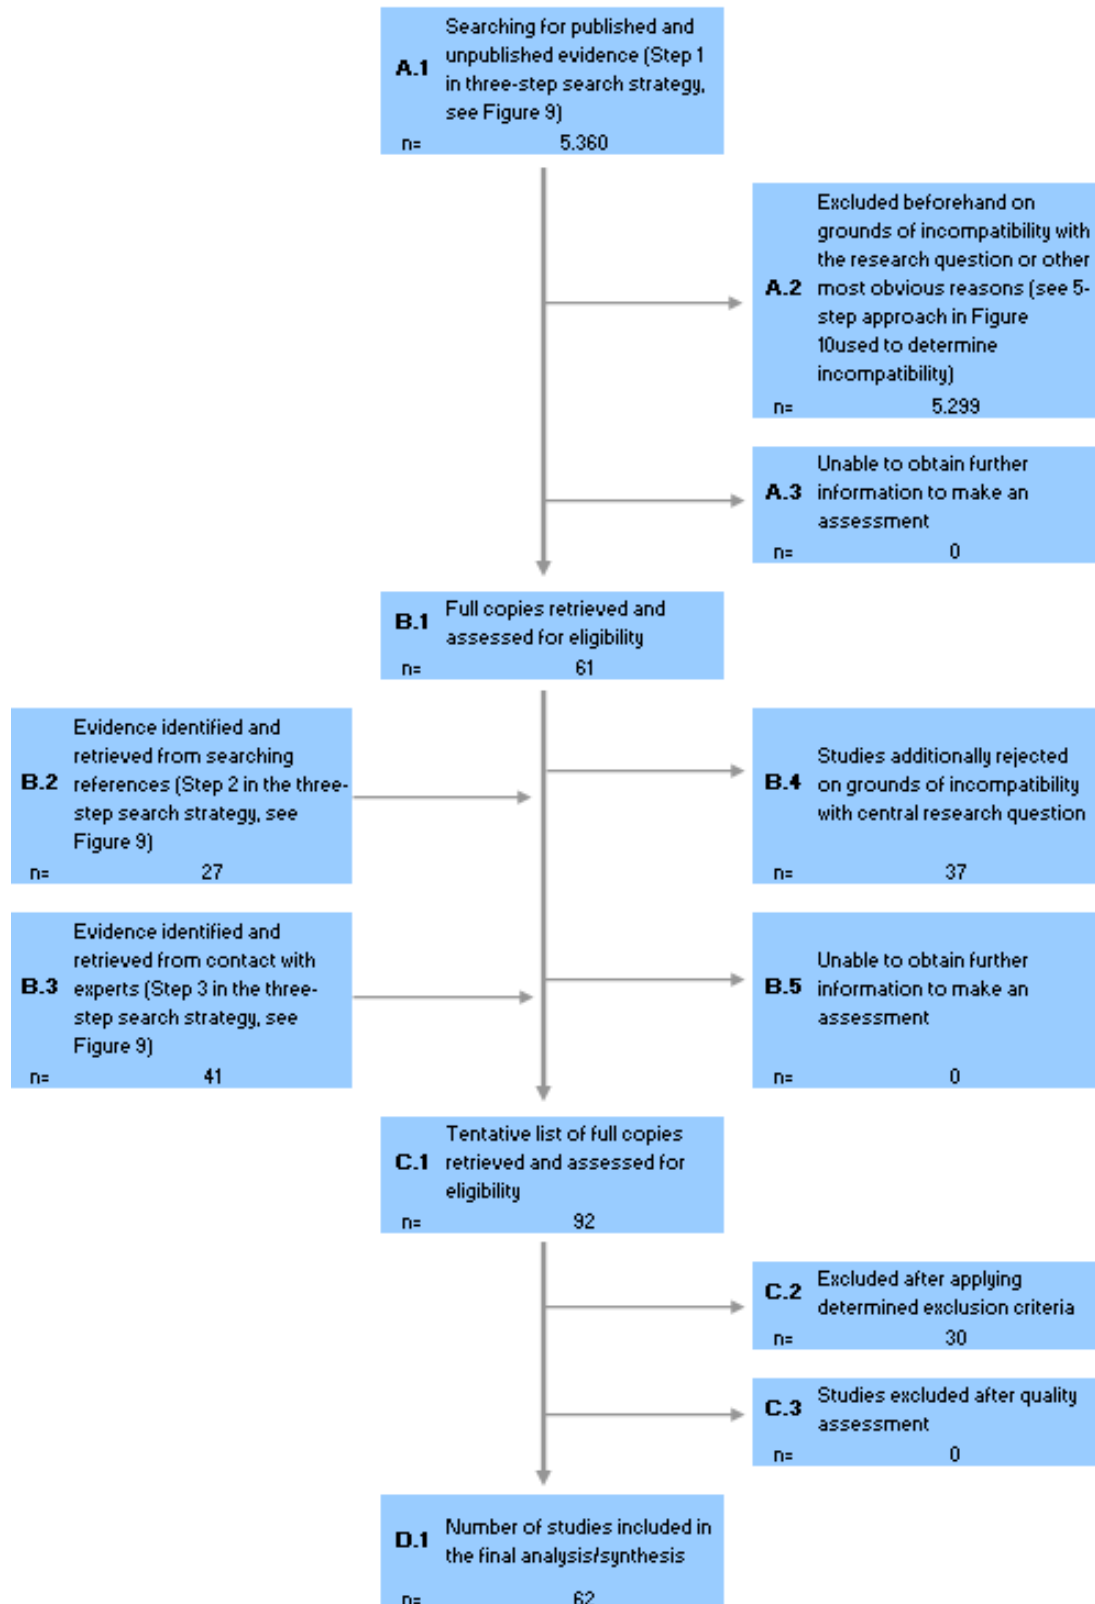 Searching for published and
unpublished evidence (Step 1
A.1
in three-step search strategy,
see Figure 9)
n= 5.360
Excluded beforehand on
grounds of incompatibility with
the research question or other
A.2 most obvious reasons (see 5-
step approach in Figure
10used to determine
incompatibility)
n= 5.299
Unable to obtain further
A.3 information to make an
assessment
n= 0
B.1 Full copies retrieved and
assessed for eligibility
n= 61
Evidence identified and
retrieved from searching
B.2 references (Step 2 in the three-
step search strategy, see
Figure 9)
n= 27
Studies additionally rejected
B.4 on grounds of incompatibility
with central research question
n= 37
Evidence identified and
retrieved from contact with
B.3 experts (Step 3 in the three-
step search strategy, see
Figure 9)
n= 41
Unable to obtain further
B.5 information to make an
assessment
n= 0
Tentative list of full copies
C.1 retrieved and assessed for
eligibility
n= 92
C.2 Excluded after applying
determined exclusion criteria
n= 30
C.3 Studies excluded after quality
assessment
n= 0
D.1 Number of studies included in
the final analysis/synthesis
n= 62